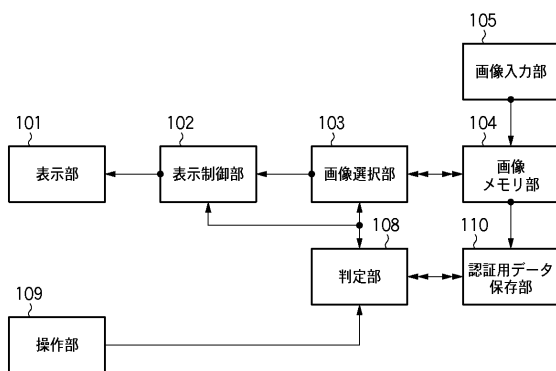 105
画像入力部
101
表示部
102
表示制御部
103
画像選択部
104
画像
メモリ部
108
判定部
110
認証用データ
保存部
109
操作部